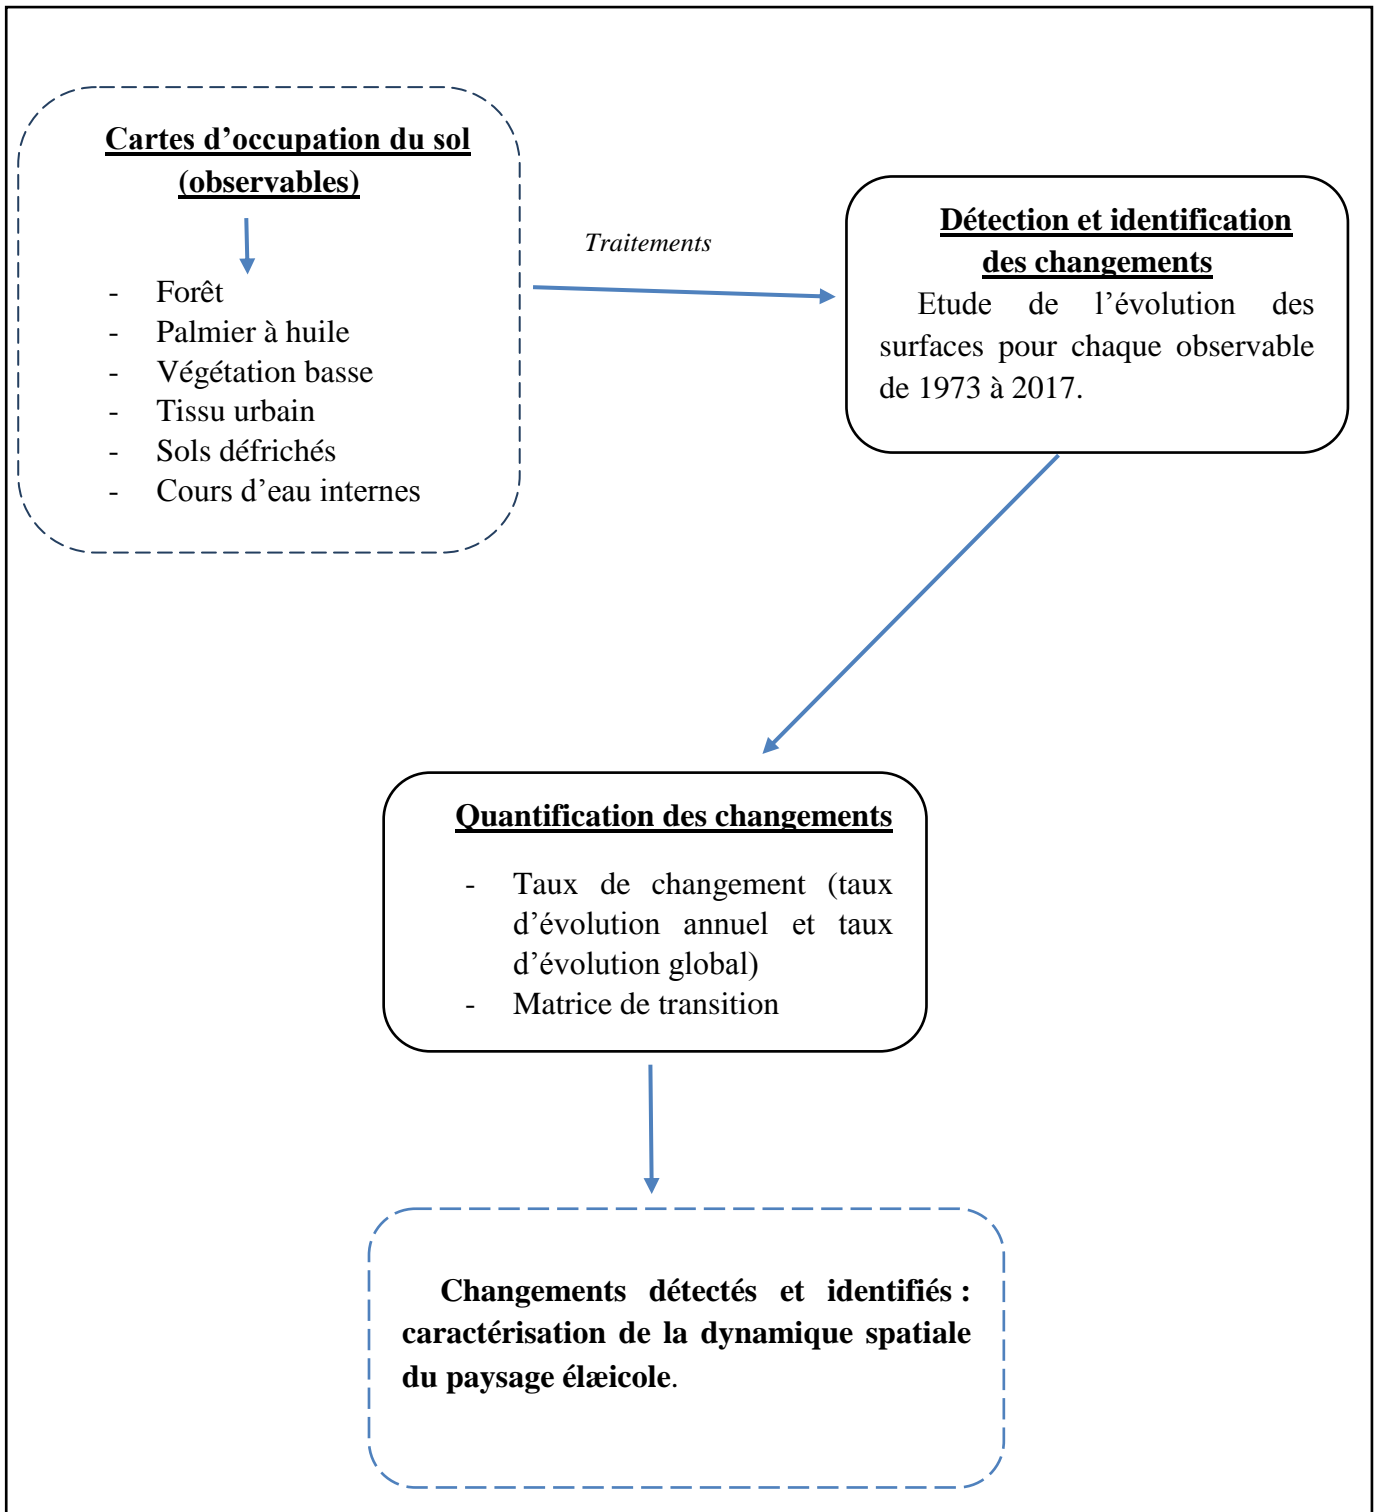 Cartes d’occupation du sol
(observables)
- Forêt
- Palmier à huile
- Végétation basse
- Tissu urbain
- Sols défrichés
- Cours d’eau internes
Traitements
Détection et identification
des changements
Etude de l’évolution des
surfaces pour chaque observable
de 1973 à 2017.
Quantification des changements
- Taux de changement (taux
d’évolution annuel et taux
d’évolution global)
- Matrice de transition
Changements détectés et identifiés :
caractérisation de la dynamique spatiale
du paysage élæicole.